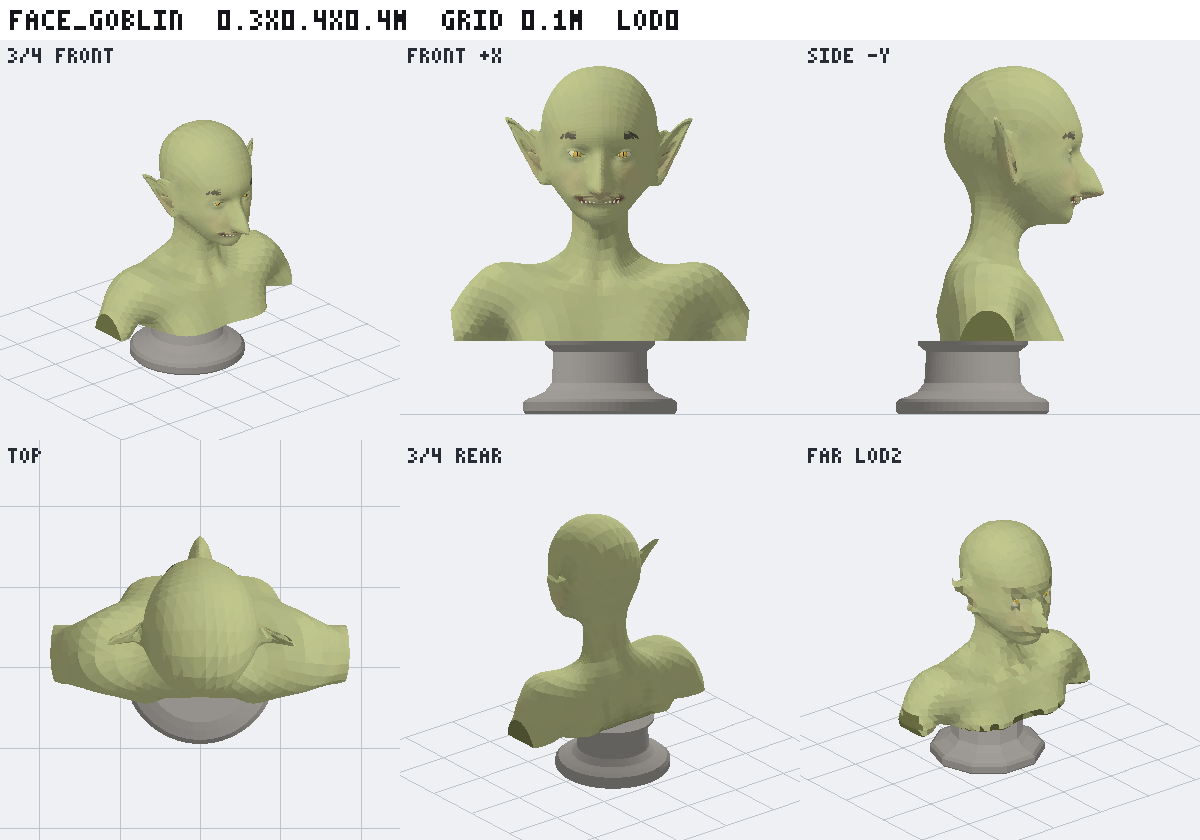 FACE_GOBLIN  0.3X0.4X0.4M  GRID 0.1M  LOD0
3/4 FRONT
FRONT +X
SIDE -Y
TOP
3/4 REAR
FAR LOD2